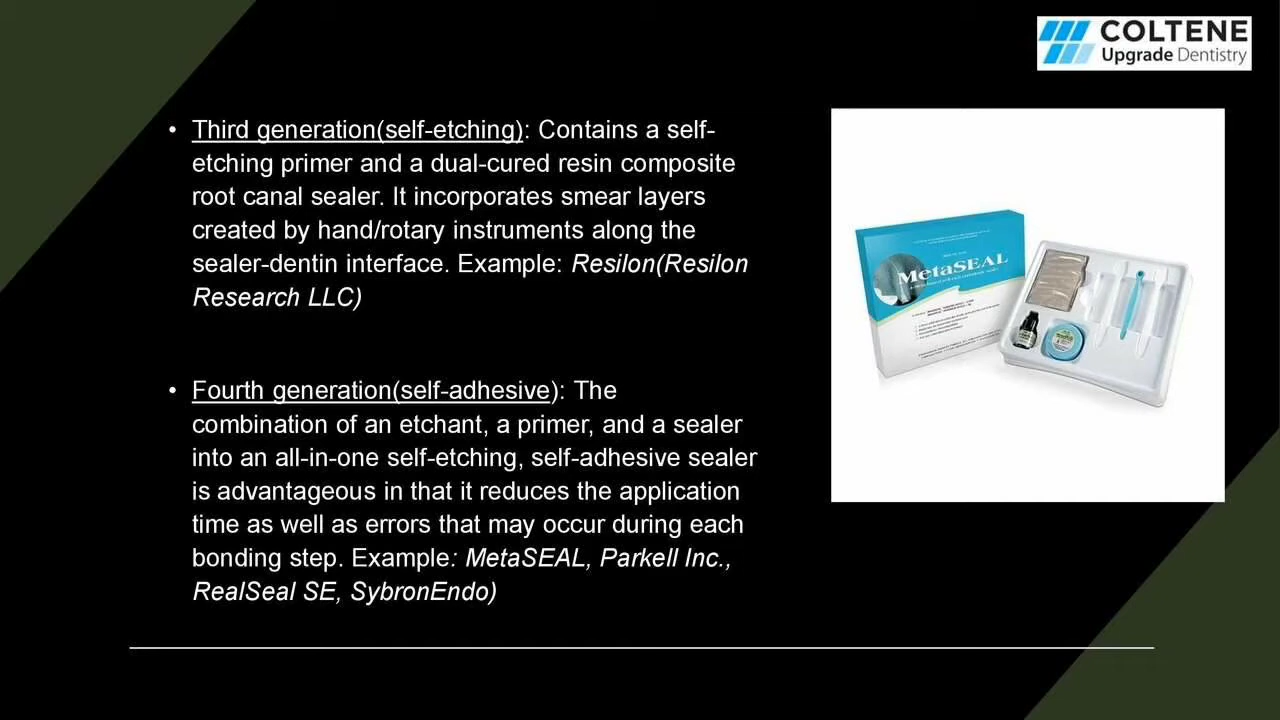 COLTENE
Upgrade Dentistry
• Third generation(self-etching): Contains a self-
etching primer and a dual-cured resin composite
root canal sealer. It incorporates smear layers
created by hand/rotary instruments along the
sealer-dentin interface. Example: Resilon(Resilon
Research LLC)
• Fourth generation(self-adhesive): The
combination of an etchant, a primer, and a sealer
into an all-in-one self-etching, self-adhesive sealer
is advantageous in that it reduces the application
time as well as errors that may occur during each
bonding step. Example: MetaSEAL, Parkell Inc.,
RealSeal SE, SybronEndo)
MetaSEAL